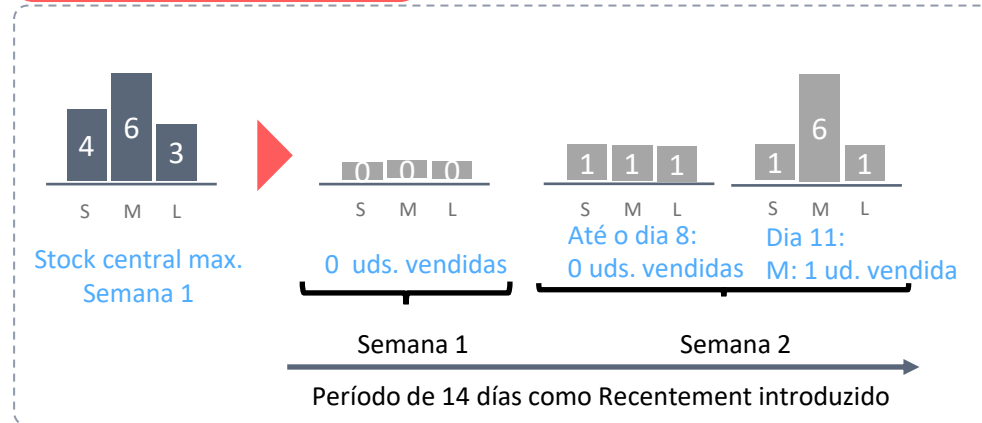 4 6 3
S M L
Stock central max.
Semana 1
0 0 0
S M L
0 uds. vendidas
1 1 1
S M L
Até o dia 8:
0 uds. vendidas
1 6 1
S M L
Dia 11:
M: 1 ud. vendida
Semana 1
Semana 2
Período de 14 días como Recentement introduzido